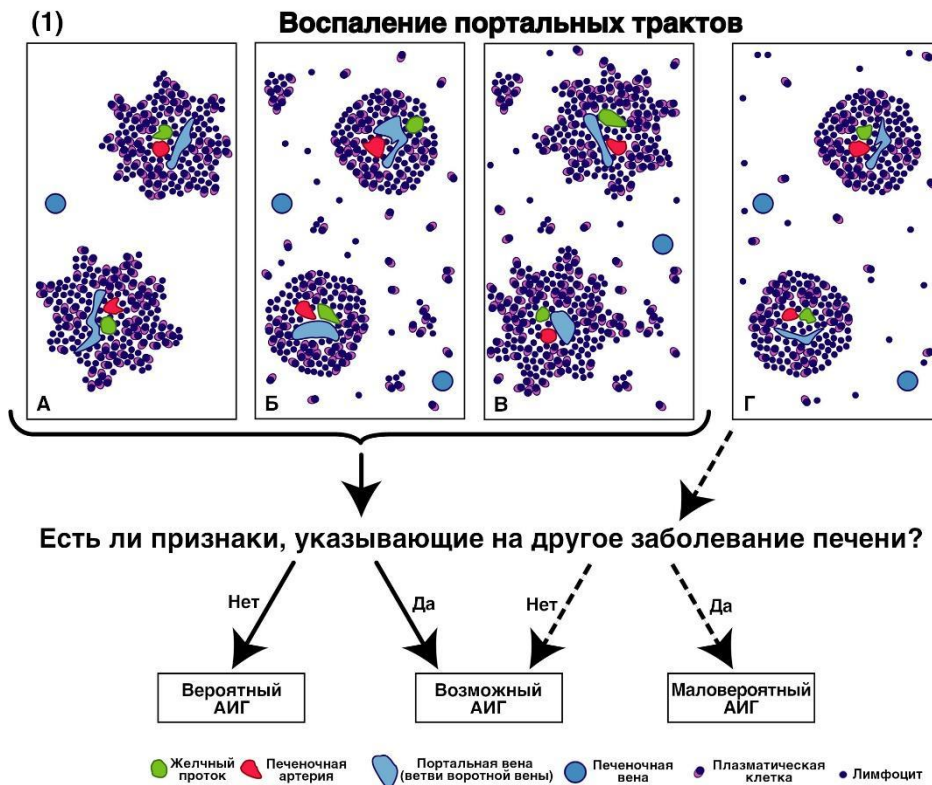 (1) Воспаление портальных трактов
А Б В Г
Есть ли признаки, указывающие на другое заболевание печени?
Нет Да Нет Да
Вероятный
АИГ
Возможный
АИГ
Маловероятный
АИГ
Желчный
проток
Печеночная
артерия
Портальная вена
(ветви воротной вены)
Печеночная
вена
Плазматическая
клетка
Лимфоцит